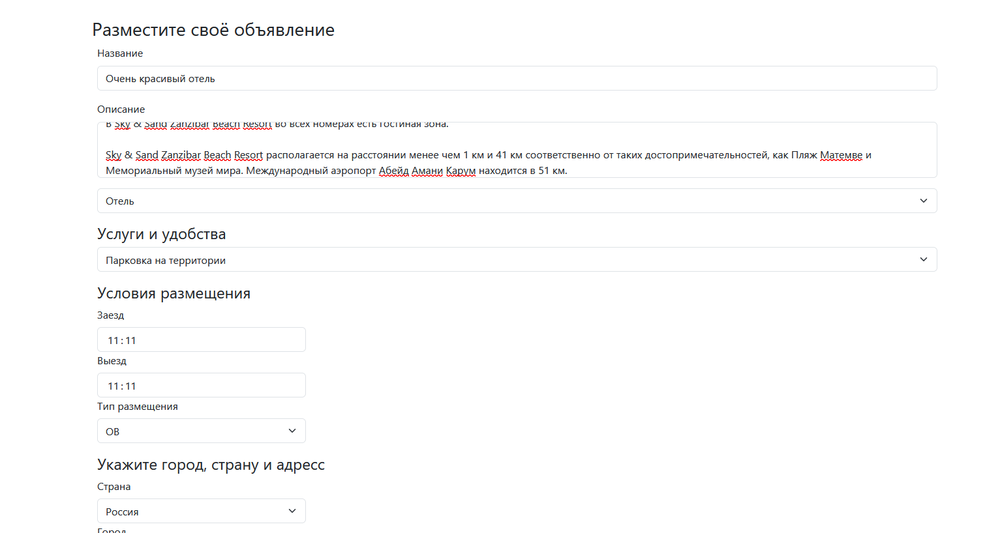 Разместите своё объявление
Название
Очень красивый отель
Описание
В Sky & Sand Zanzibar Beach Resort во всех номерах есть гостиная зона.
Sky & Sand Zanzibar Beach Resort располагается на расстоянии менее чем 1 км и 41 км соответственно от таких достопримечательностей, как Пляж Матемве и
Мемориальный музей мира. Международный аэропорт Абейд Амани Карум находится в 51 км.
Отель
Услуги и удобства
Парковка на территории
Условия размещения
Заезд
11:11
Выезд
11:11
Тип размещения
OB
Укажите город, страну и адресс
Страна
Россия
Город